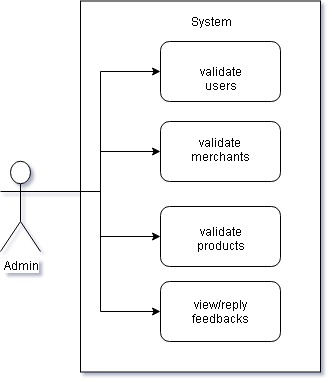 System
validate
users
validate
merchants
validate
products
view/reply
feedbacks
Admin